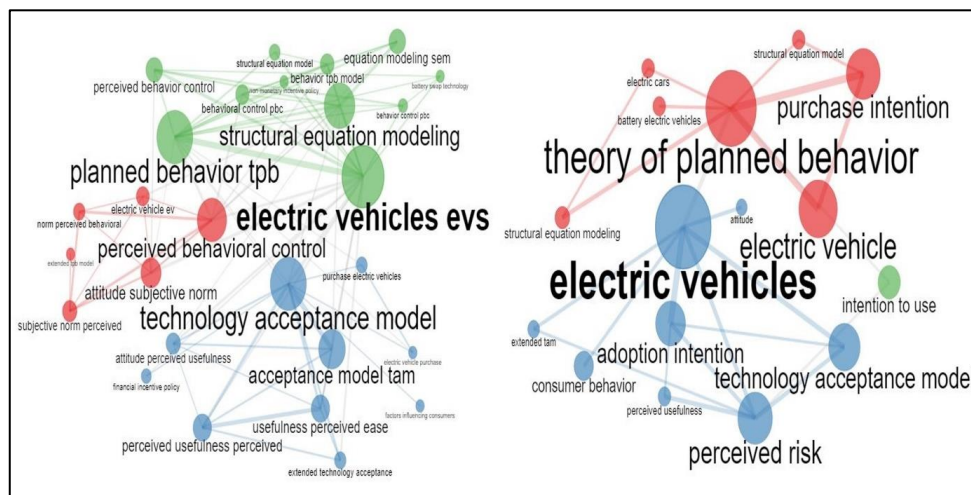 structural equation model
equation modeling sem
perceived behavior control
behavior tpb model
non monetary incentive policy
battery swap technology
behavioral control pbc
behavior control pbc
structural equation modeling
planned behavior tpb
electric vehicle ev
norm perceived behavioral
electric vehicles evs
perceived behavioral control
extended tpb model
purchase electric vehicles
attitude subjective norm
technology acceptance model
subjective norm perceived
attitude perceived usefulness
electric vehicle purchase
financial incentive policy
acceptance model tam
factors influencing consumers
usefulness perceived ease
perceived usefulness perceived
extended technology acceptance
structural equation model
electric cars
purchase intention
battery electric vehicles
theory of planned behavior
attitude
structural equation modeling
electric vehicle
electric vehicles
intention to use
extended tam
adoption intention
technology acceptance mode
consumer behavior
perceived usefulness
perceived risk